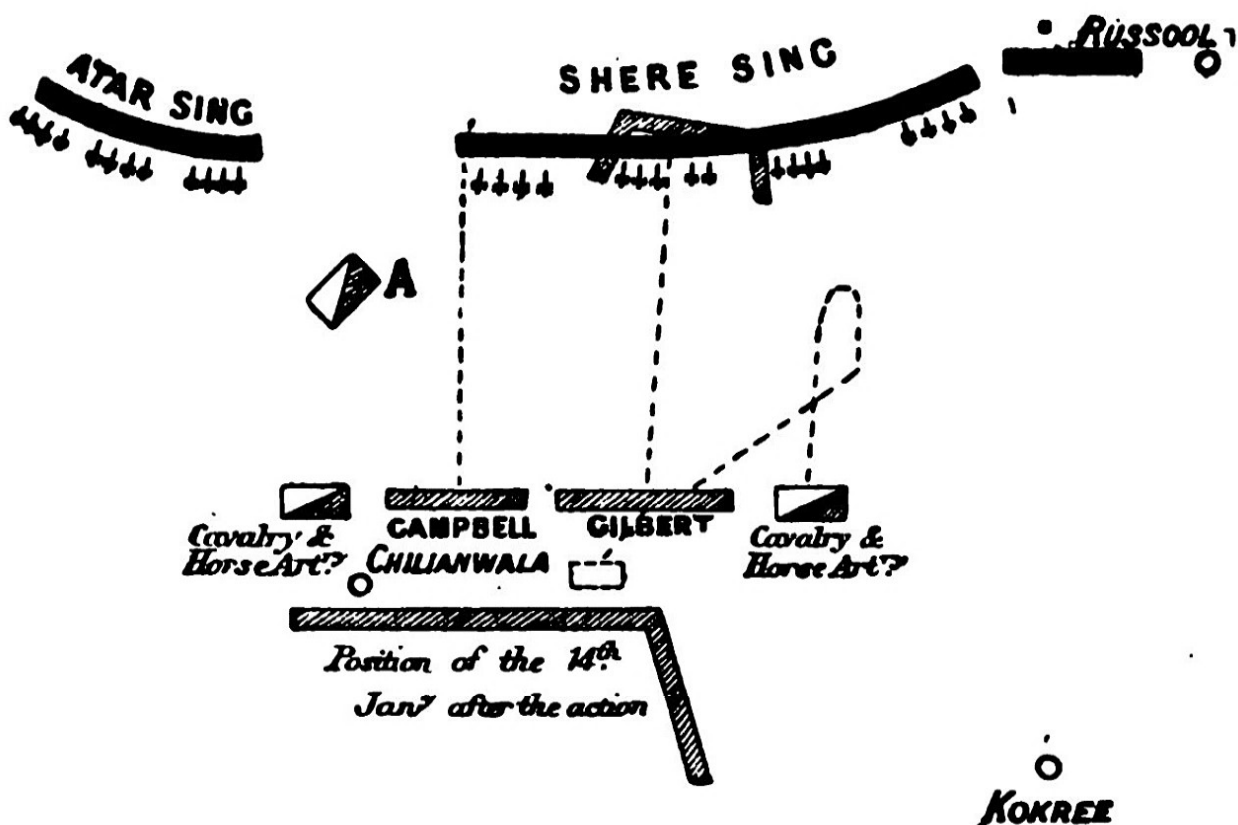 RUSSOOL
ATAR SING
SHERE SING
A
CAMPBELL
GILBERT
Cavalry &
Horse Arty
CHILIANWALA
Cavalry &
Horse Arty
Position of the 14th
Jany after the action
KOKREE